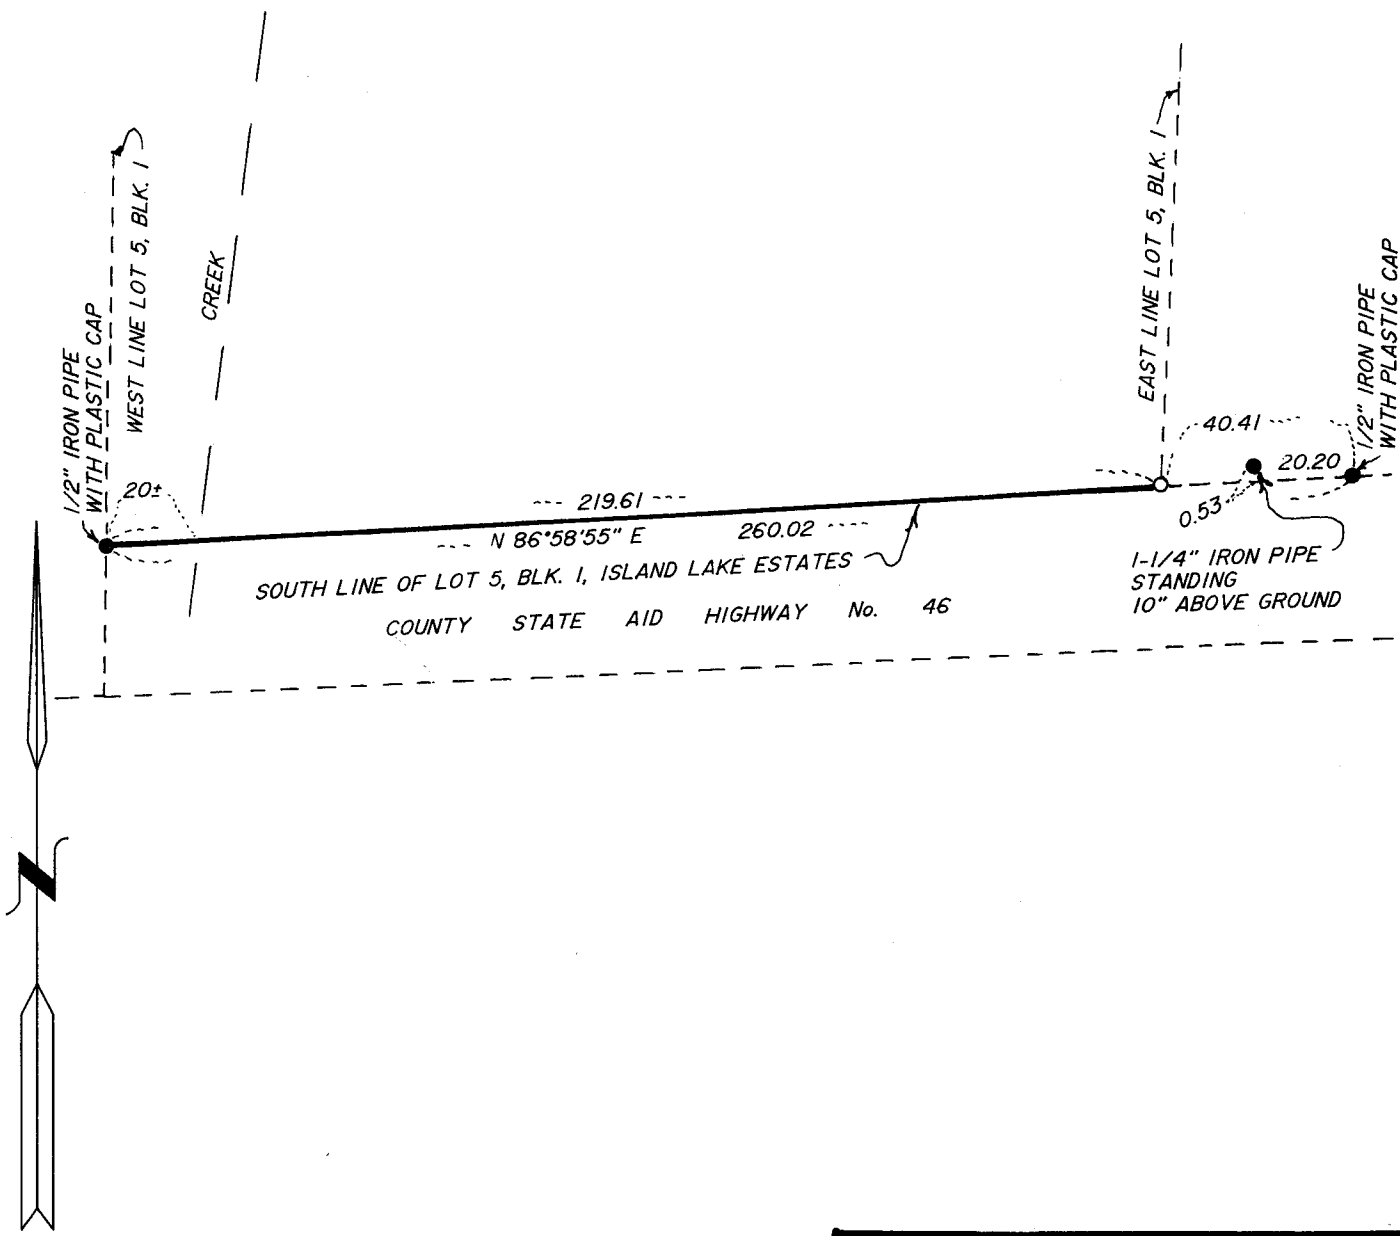 WEST LINE LOT 5, BLK. 1
CREEK
1/2" IRON PIPE
WITH PLASTIC CAP
EAST LINE LOT 5, BLK. 1
1/2" IRON PIPE
WITH PLASTIC CAP
20±
40.41
20.20
0.53
219.61
N 86°58'55" E
260.02
SOUTH LINE OF LOT 5, BLK. 1, ISLAND LAKE ESTATES
COUNTY STATE AID HIGHWAY No. 46
1-1/4" IRON PIPE
STANDING
10" ABOVE GROUND
N